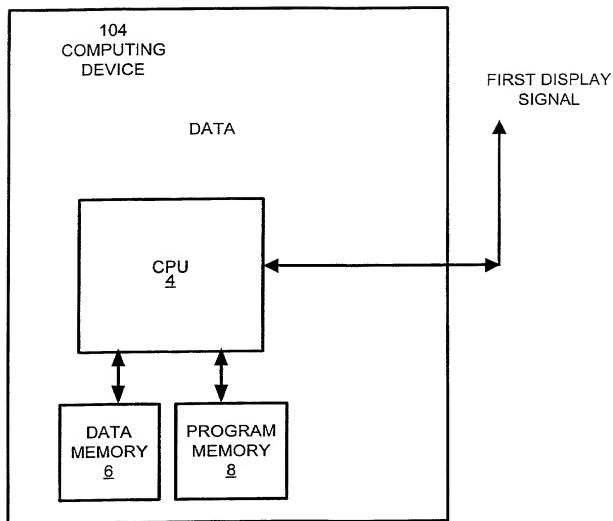 104
COMPUTING
DEVICE
FIRST DISPLAY
SIGNAL
DATA
CPU
4
DATA
MEMORY
6
PROGRAM
MEMORY
8